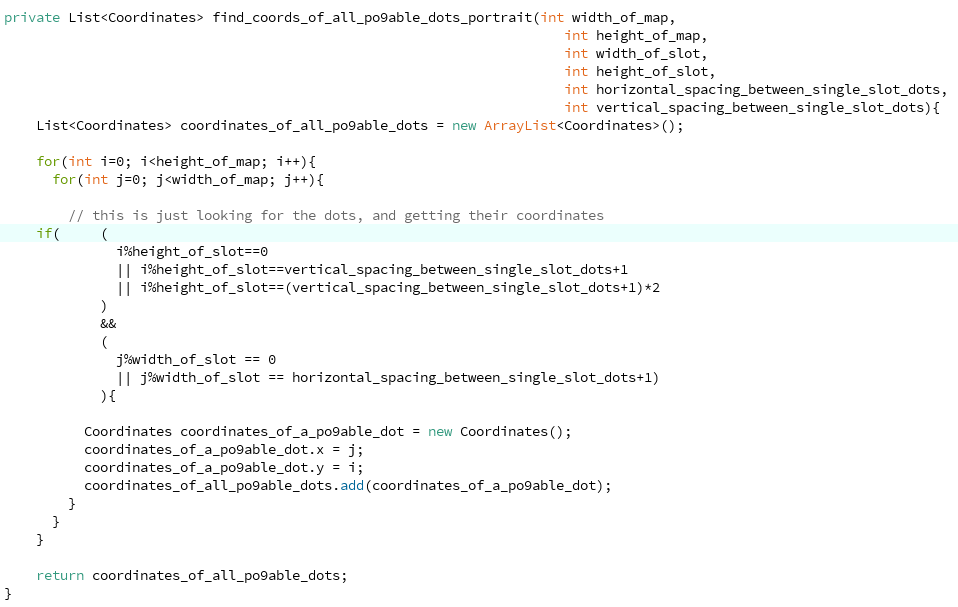 private List<Coordinates> find_coords_of_all_po9able_dots_portrait(int width_of_map,
int height_of_map,
int width_of_slot,
int height_of_slot,
int horizontal_spacing_between_single_slot_dots,
int vertical_spacing_between_single_slot_dots){
List<Coordinates> coordinates_of_all_po9able_dots = new ArrayList<Coordinates>();
for(int i=0; i<height_of_map; i++){
for(int j=0; j<width_of_map; j++){
// this is just looking for the dots, and getting their coordinates
if(     (
i%height_of_slot==0
|| i%height_of_slot==vertical_spacing_between_single_slot_dots+1
|| i%height_of_slot==(vertical_spacing_between_single_slot_dots+1)*2
)
&&
(
j%width_of_slot == 0
|| j%width_of_slot == horizontal_spacing_between_single_slot_dots+1)
){
Coordinates coordinates_of_a_po9able_dot = new Coordinates();
coordinates_of_a_po9able_dot.x = j;
coordinates_of_a_po9able_dot.y = i;
coordinates_of_all_po9able_dots.add(coordinates_of_a_po9able_dot);
}
}
}
return coordinates_of_all_po9able_dots;
}